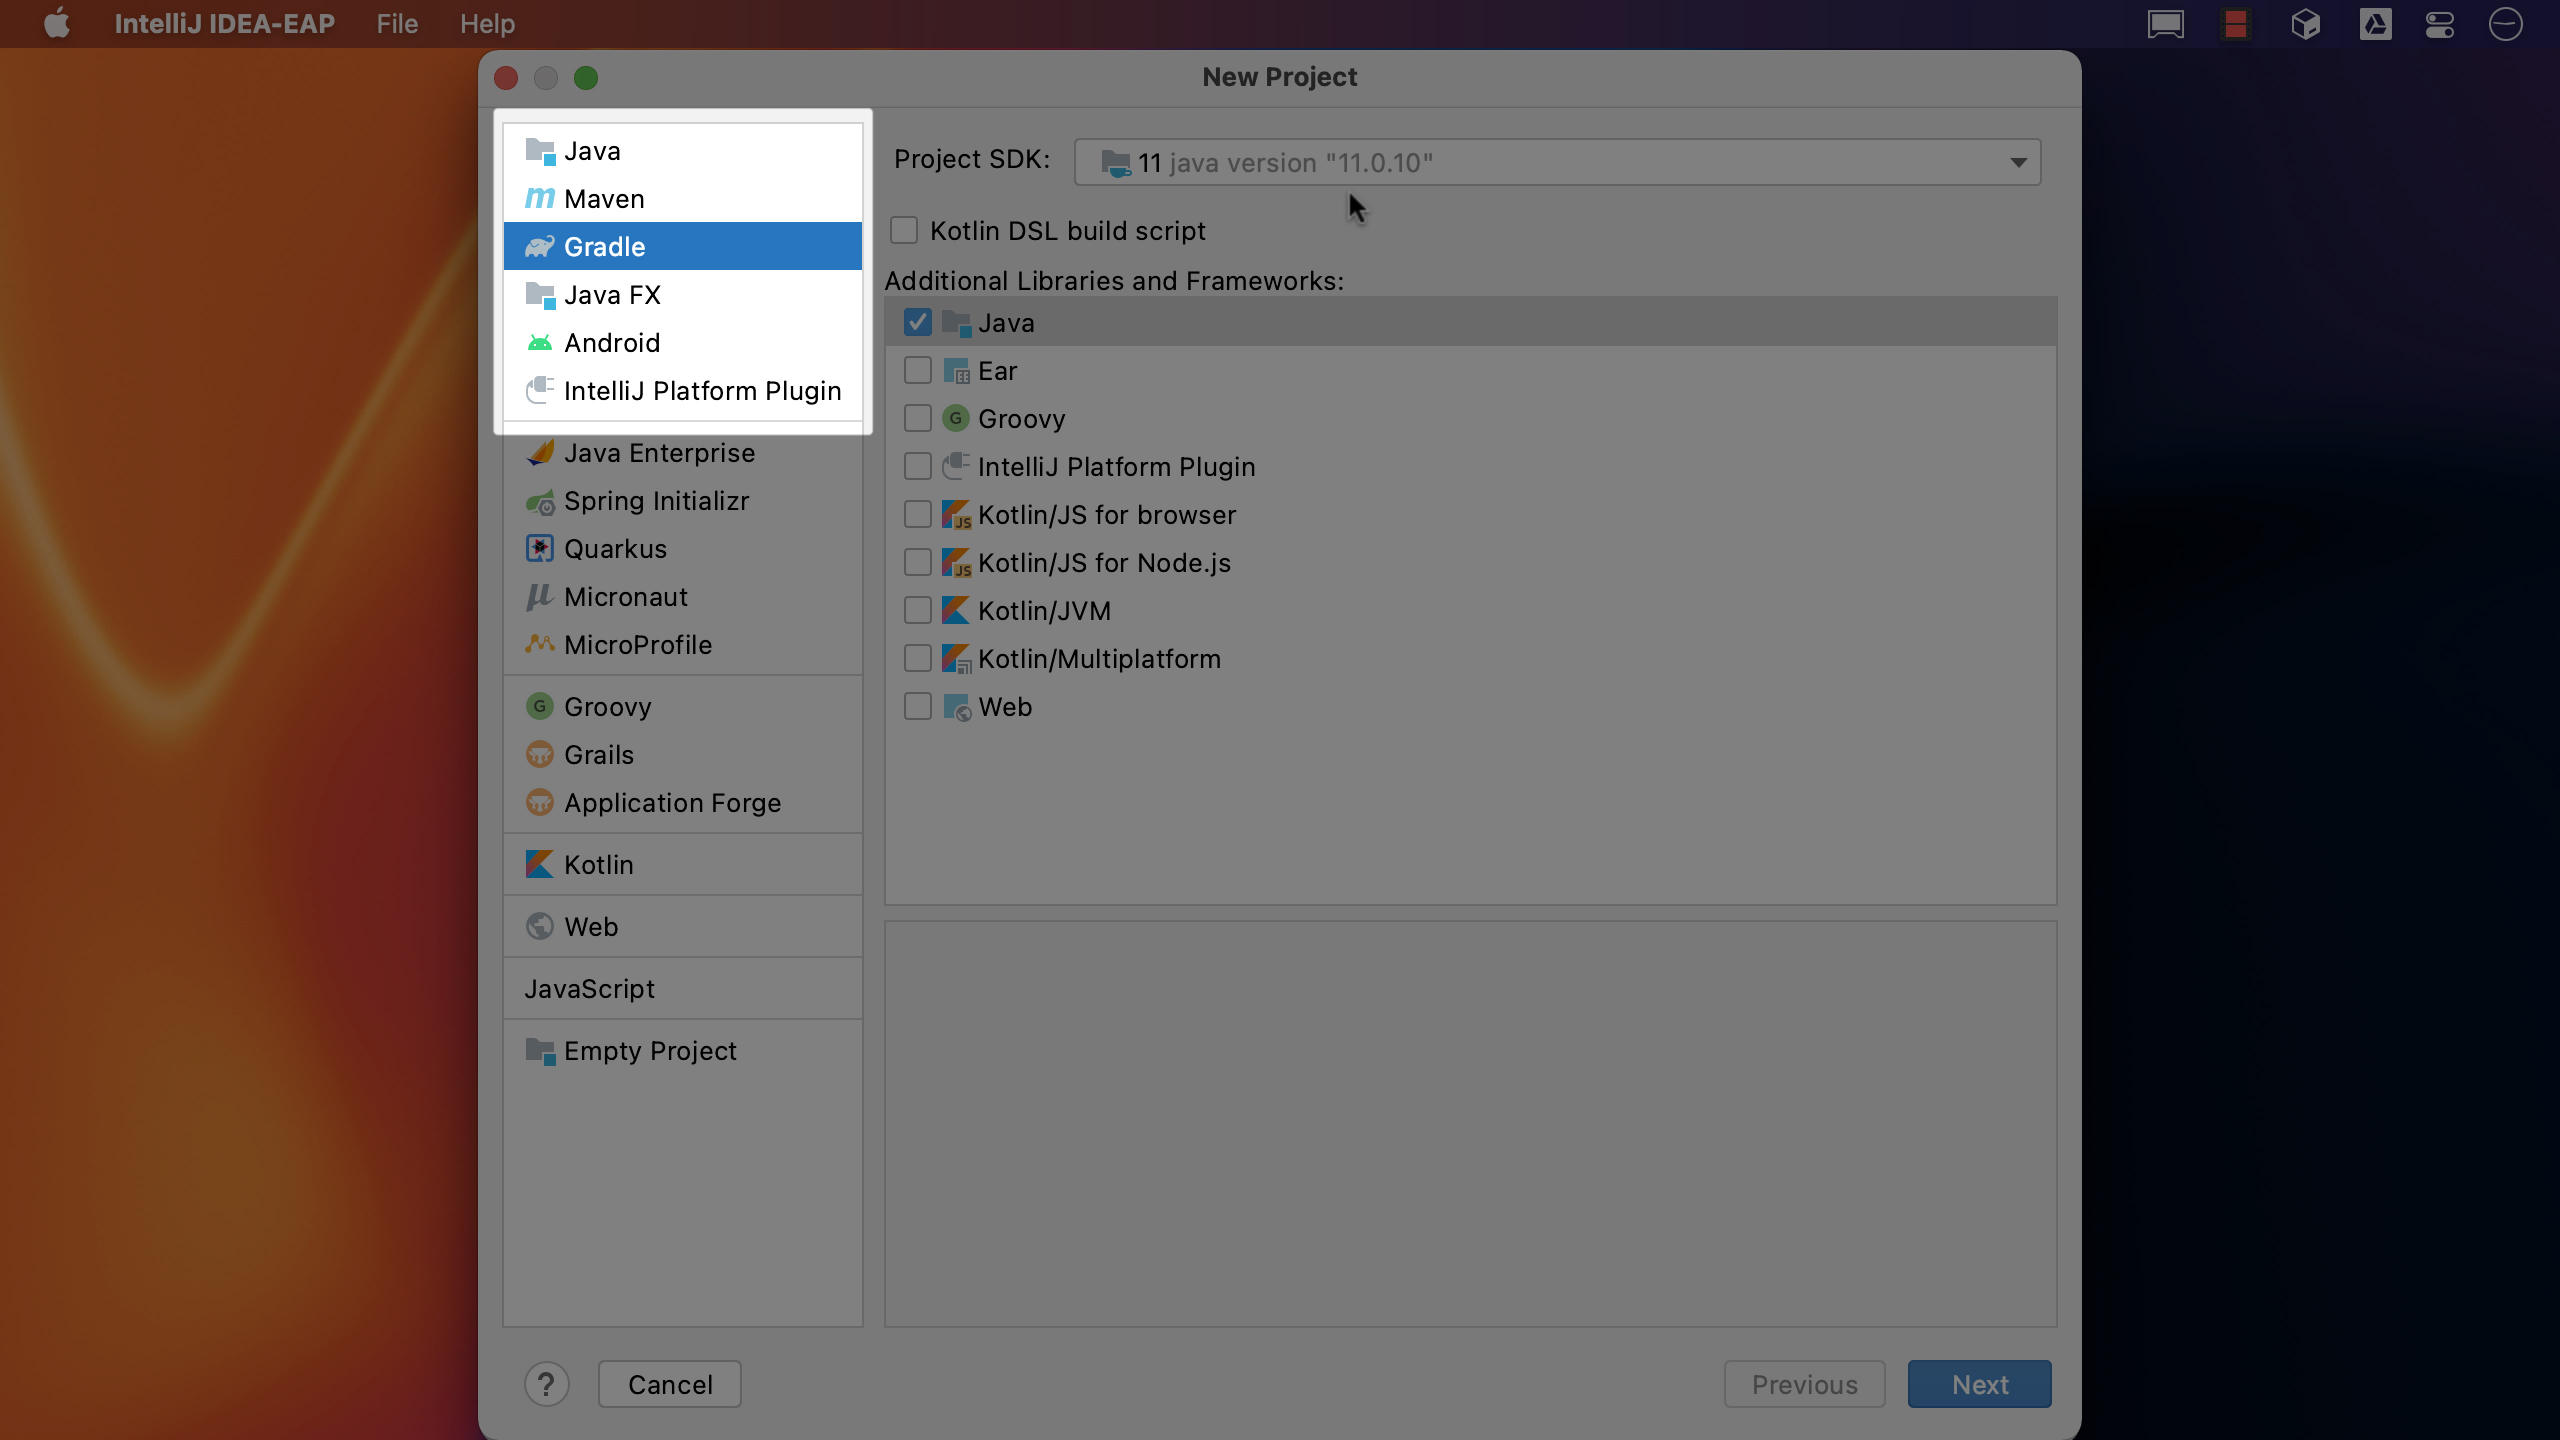 IntelliJ IDEA-EAP File Help
New Project
Java
Maven
Gradle
Java FX
Android
IntelliJ Platform Plugin
Java Enterprise
Spring Initializr
Quarkus
Micronaut
MicroProfile
Groovy
Grails
Application Forge
Kotlin
Web
JavaScript
Empty Project
Project SDK: 11 java version "11.0.10"
Kotlin DSL build script
Additional Libraries and Frameworks:
Java
Ear
Groovy
IntelliJ Platform Plugin
Kotlin/JS for browser
Kotlin/JS for Node.js
Kotlin/JVM
Kotlin/Multiplatform
Web
? Cancel Previous Next